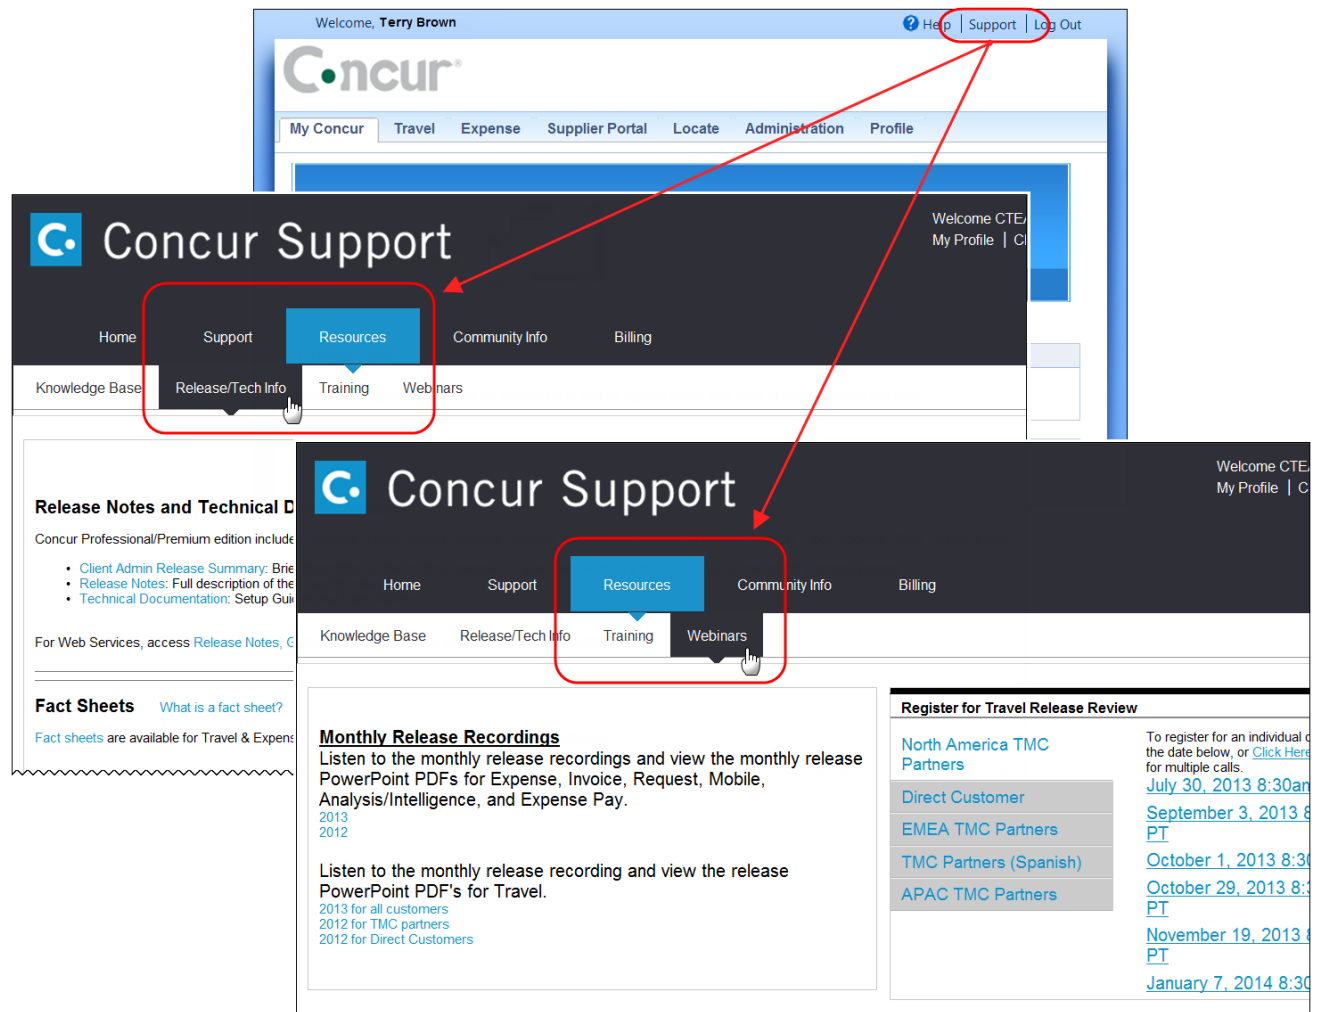 Welcome, Terry Brown
Help | Support | Log Out
Concur
My Concur Travel Expense Supplier Portal Locate Administration Profile
C. Concur Support
Welcome CTE
My Profile |
Home Support Resources Community Info Billing
Knowledge Base Release/Tech Info Training Webinars
Release Notes and Technical D
Concur Professional/Premium edition include
• Client Admin Release Summary: Brie
• Release Notes: Full description of the
• Technical Documentation: Setup Gui
For Web Services, access Release Notes, G
Fact Sheets What is a fact sheet?
Fact sheets are available for Travel & Expens
C. Concur Support
Welcome CTE
My Profile | C
Home Support Resources Community Info Billing
Knowledge Base Release/Tech Info Training Webinars
Monthly Release Recordings
Listen to the monthly release recordings and view the monthly release
PowerPoint PDFs for Expense, Invoice, Request, Mobile,
Analysis/Intelligence, and Expense Pay.
2013
2012
Listen to the monthly release recording and view the release
PowerPoint PDF's for Travel.
2013 for all customers
2012 for TMC partners
2012 for Direct Customers
Register for Travel Release Review
North America TMC
Partners
Direct Customer
EMEA TMC Partners
TMC Partners (Spanish)
APAC TMC Partners
To register for an individual
the date below, or Click Here
for multiple calls.
July 30, 2013 8:30am
September 3, 2013 8
PT
October 1, 2013 8:30
October 29, 2013 8:3
PT
November 19, 2013 8
PT
January 7, 2014 8:30